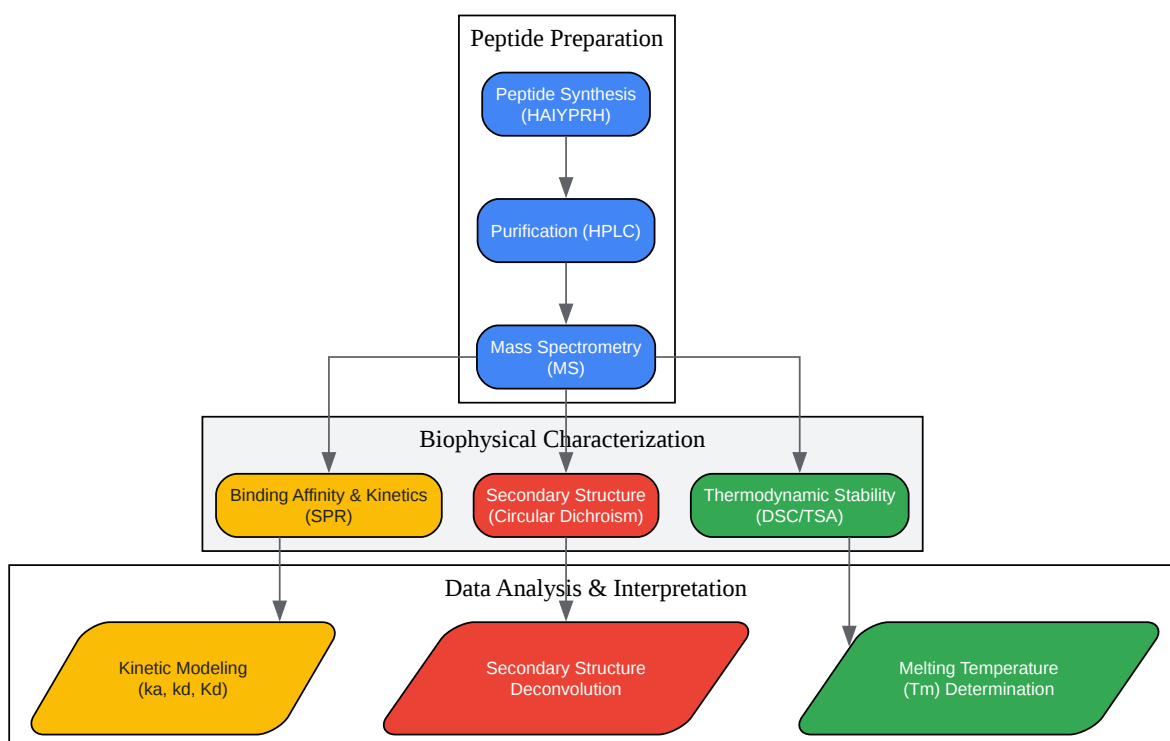 Peptide Preparation
Peptide Synthesis
(HAIYPRH)
Purification (HPLC)
Mass Spectrometry
(MS)
Biophysical Characterization
Binding Affinity & Kinetics
(SPR)
Secondary Structure
(Circular Dichroism)
Thermodynamic Stability
(DSC/TSA)
Data Analysis & Interpretation
Kinetic Modeling
(ka, kd, Kd)
Secondary Structure
Deconvolution
Melting Temperature
(Tm) Determination